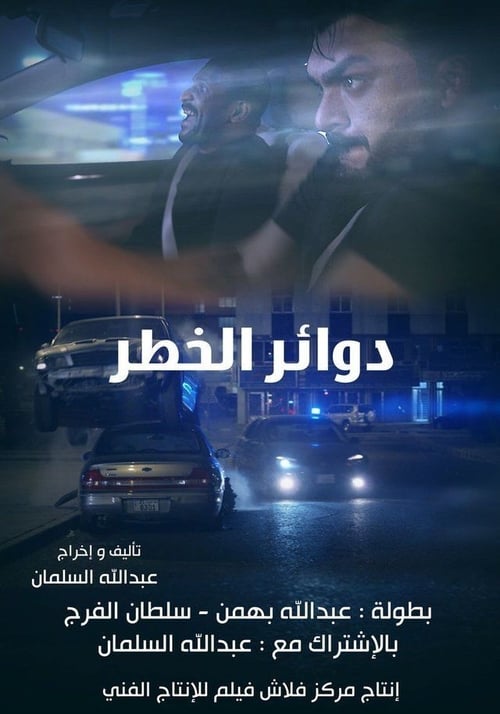 دوائر الخطر
تأليف و إخراج
عبدالله السلمان
بطولة : عبدالله بهمن - سلطان الفرج
بالإشتراك مع : عبدالله السلمان
إنتاج مركز فلاش فيلم للإنتاج الفني